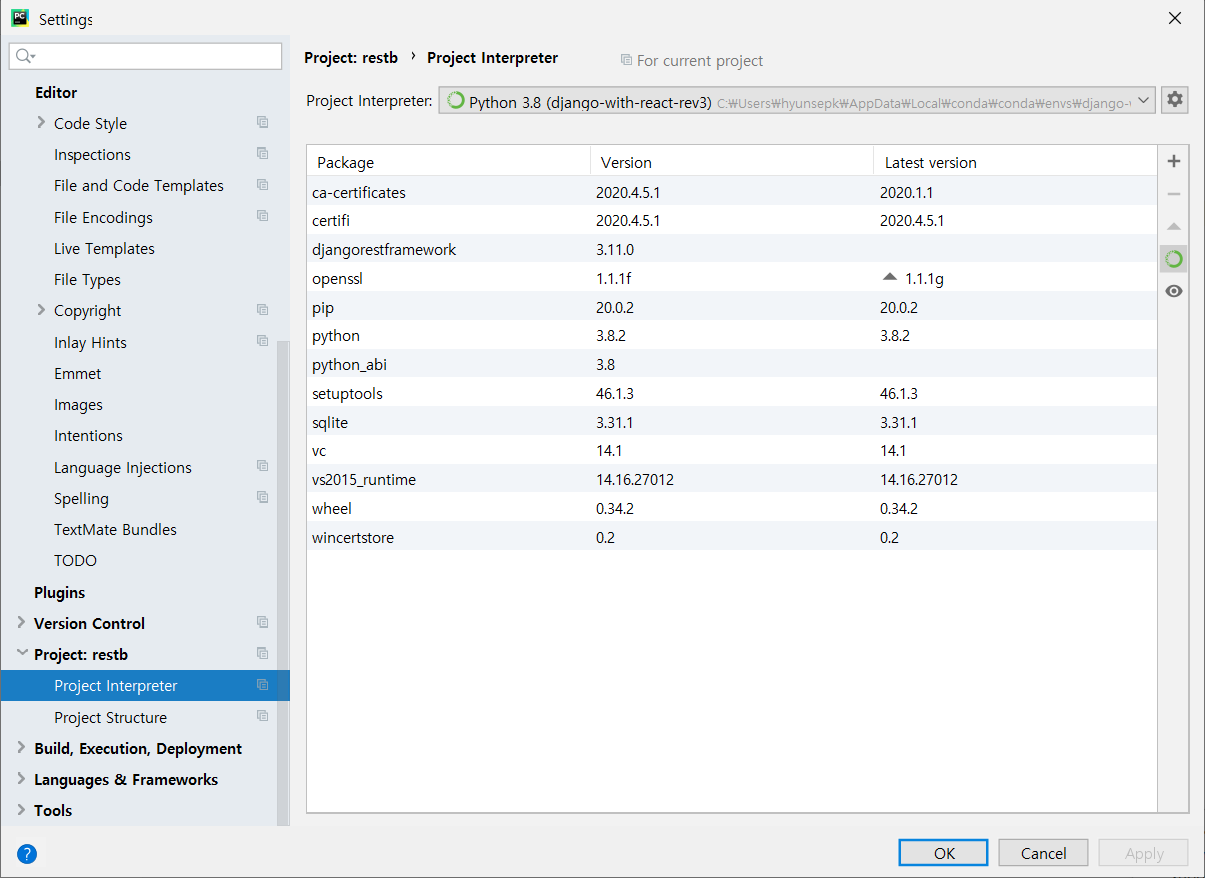 PC
Settings
Project: restb › Project Interpreter
For current project
Project Interpreter:
Python 3.8 (django-with-react-rev3) C:₩Users₩hyunsepk₩AppData₩Local₩conda₩conda₩envs₩django-
Editor
Code Style
Inspections
File and Code Templates
File Encodings
Live Templates
File Types
Copyright
Inlay Hints
Emmet
Images
Intentions
Language Injections
Spelling
TextMate Bundles
TODO
Plugins
Version Control
Project: restb
Project Interpreter
Project Structure
Build, Execution, Deployment
Languages & Frameworks
Tools
Package Version Latest version
ca-certificates 2020.4.5.1 2020.1.1
certifi 2020.4.5.1 2020.4.5.1
djangorestframework 3.11.0
openssl 1.1.1f 1.1.1g
pip 20.0.2 20.0.2
python 3.8.2 3.8.2
python_abi 3.8
setuptools 46.1.3 46.1.3
sqlite 3.31.1 3.31.1
vc 14.1 14.1
vs2015_runtime 14.16.27012 14.16.27012
wheel 0.34.2 0.34.2
wincertstore 0.2 0.2
?
OK Cancel Apply